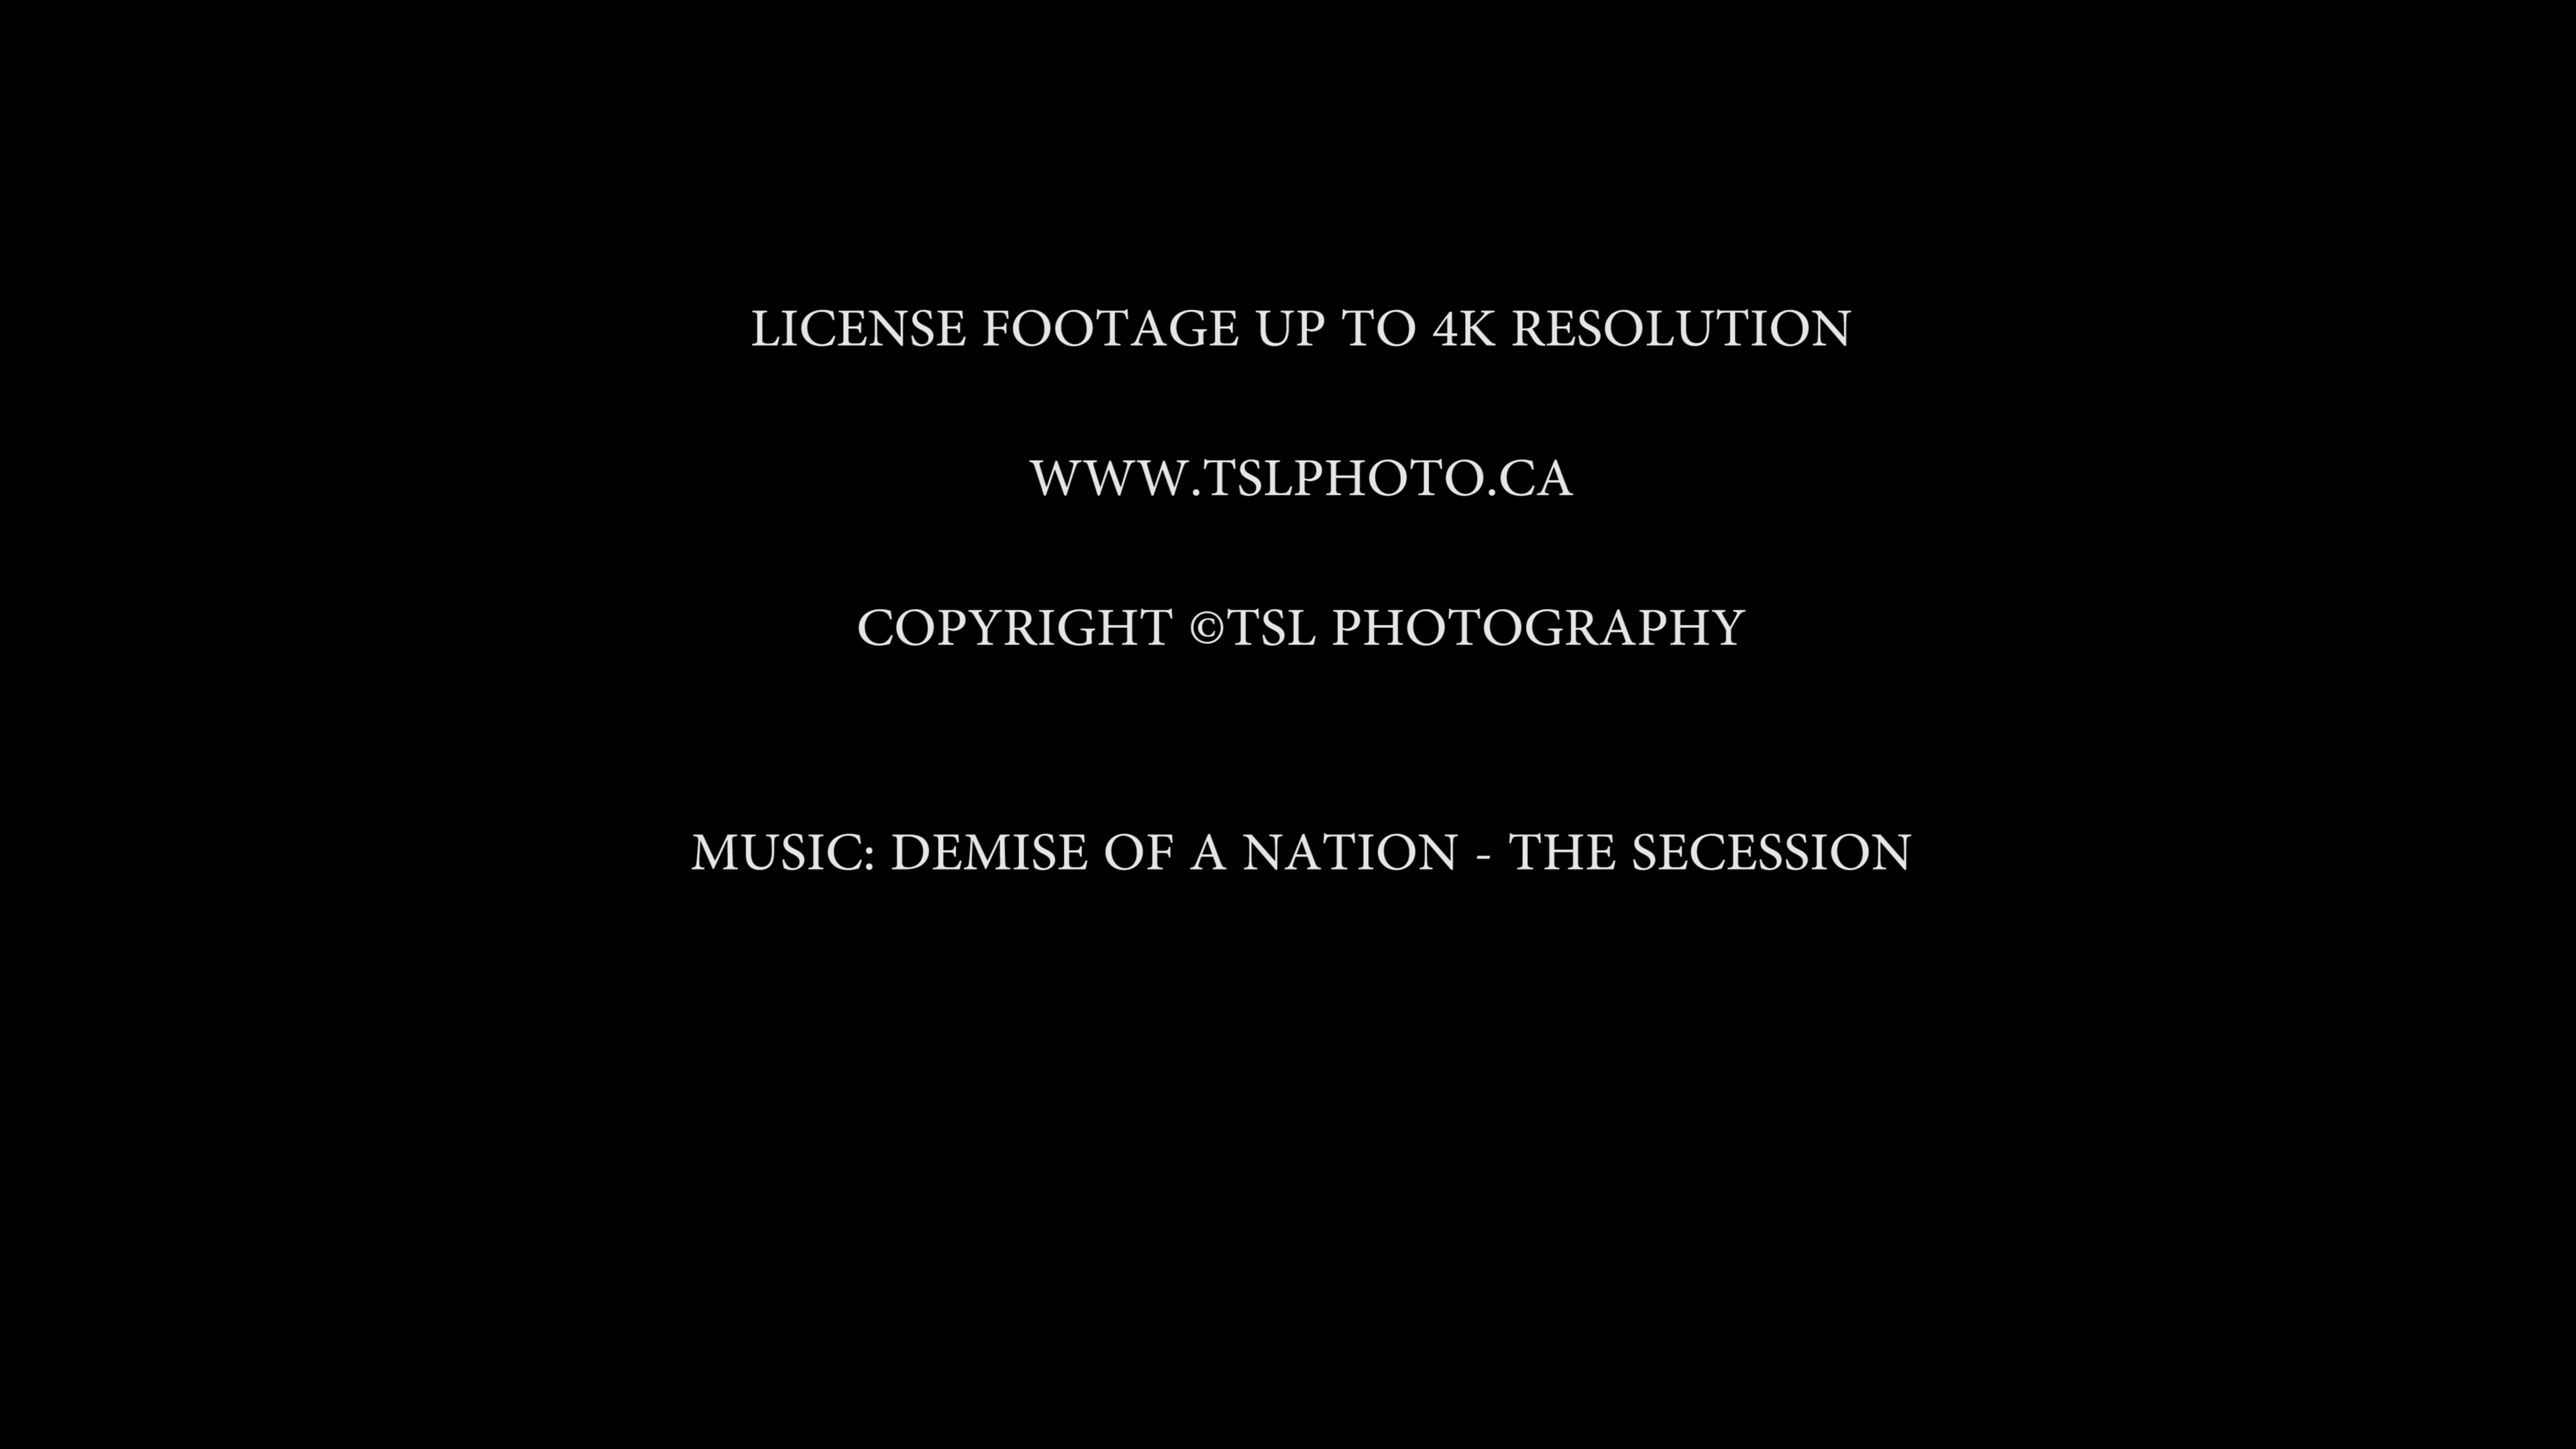 LICENSE FOOTAGE UP TO 4K RESOLUTION
WWW.TSLPHOTO.CA
COPYRIGHT ©TSL PHOTOGRAPHY
MUSIC: DEMISE OF A NATION - THE SECESSION